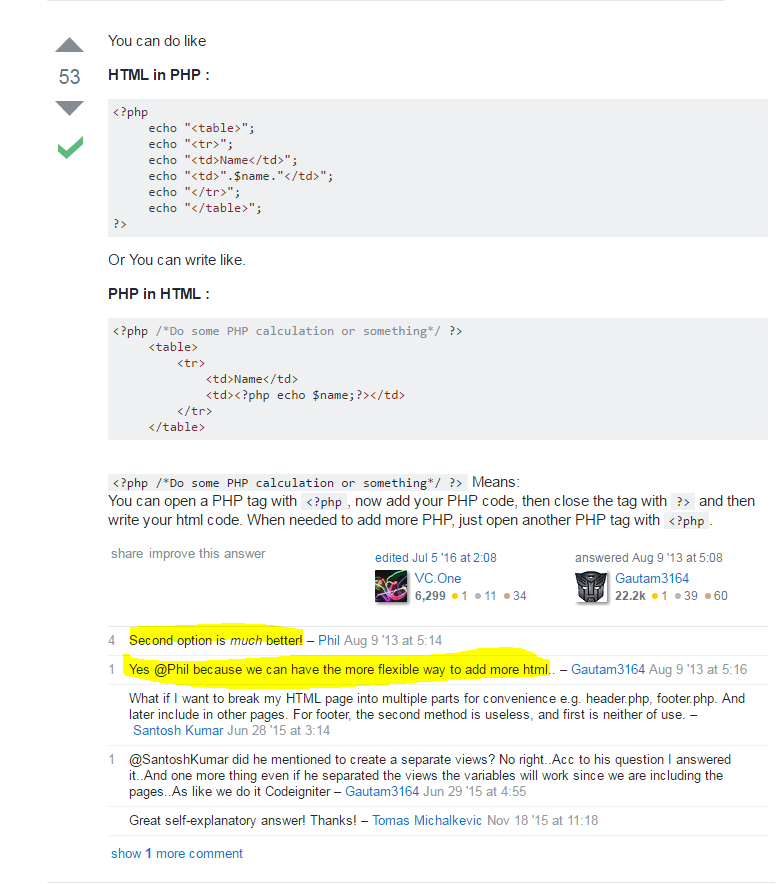 You can do like
53
HTML in PHP :
<?php
echo "<table>";
echo "<tr>";
echo "<td>Name</td>";
echo "<td>".$name."</td>";
echo "</tr>";
echo "</table>";
?>
Or You can write like.
PHP in HTML :
<?php /*Do some PHP calculation or something*/ ?>
<table>
<tr>
<td>Name</td>
<td><?php echo $name;?></td>
</tr>
</table>
<?php /*Do some PHP calculation or something*/ ?> Means:
You can open a PHP tag with <?php , now add your PHP code, then close the tag with ?> and then
write your html code. When needed to add more PHP, just open another PHP tag with <?php .
share improve this answer
edited Jul 5 '16 at 2:08
VC.One
6,299 1 11 34
answered Aug 9 '13 at 5:08
Gautam3164
22.2k 1 39 60
4 Second option is much better! – Phil Aug 9 '13 at 5:14
1 Yes @Phil because we can have the more flexible way to add more html.. – Gautam3164 Aug 9 '13 at 5:16
What if I want to break my HTML page into multiple parts for convenience e.g. header.php, footer.php. And
later include in other pages. For footer, the second method is useless, and first is neither of use. –
Santosh Kumar Jun 28 '15 at 3:14
1 @SantoshKumar did he mentioned to create a separate views? No right..Acc to his question I answered
it..And one more thing even if he separated the views the variables will work since we are including the
pages..As like we do it Codeigniter – Gautam3164 Jun 29 '15 at 4:55
Great self-explanatory answer! Thanks! – Tomas Michalkevic Nov 18 '15 at 11:18
show 1 more comment